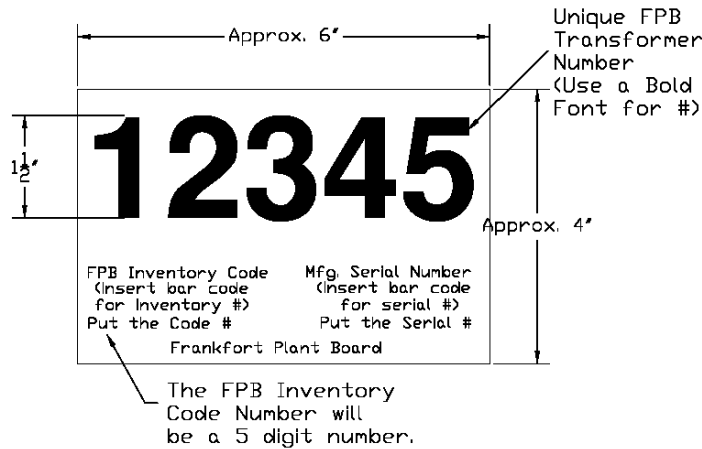 Approx. 6"
Unique FPB
Transformer
Number
(Use a Bold
Font for #)
12345
1 1/2"
Approx. 4"
FPB Inventory Code
(Insert bar code
for Inventory #)
Put the Code #
Mfg. Serial Number
(Insert bar code
for serial #)
Put the Serial #
Frankfort Plant Board
The FPB Inventory
Code Number will
be a 5 digit number.